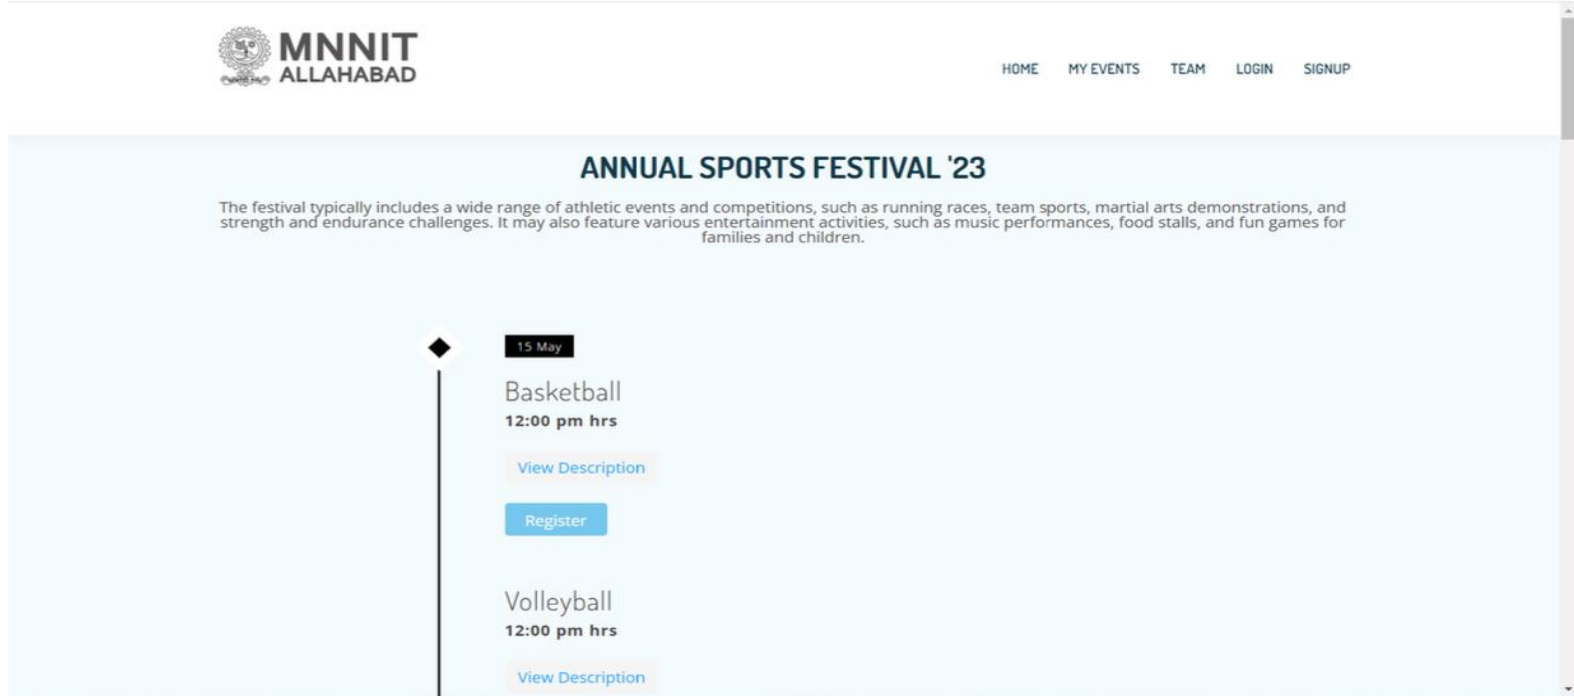 MNNIT
ALLAHABAD
HOME MY EVENTS TEAM LOGIN SIGNUP
ANNUAL SPORTS FESTIVAL '23
The festival typically includes a wide range of athletic events and competitions, such as running races, team sports, martial arts demonstrations, and
strength and endurance challenges. It may also feature various entertainment activities, such as music performances, food stalls, and fun games for
families and children.
15 May
Basketball
12:00 pm hrs
View Description
Register
Volleyball
12:00 pm hrs
View Description